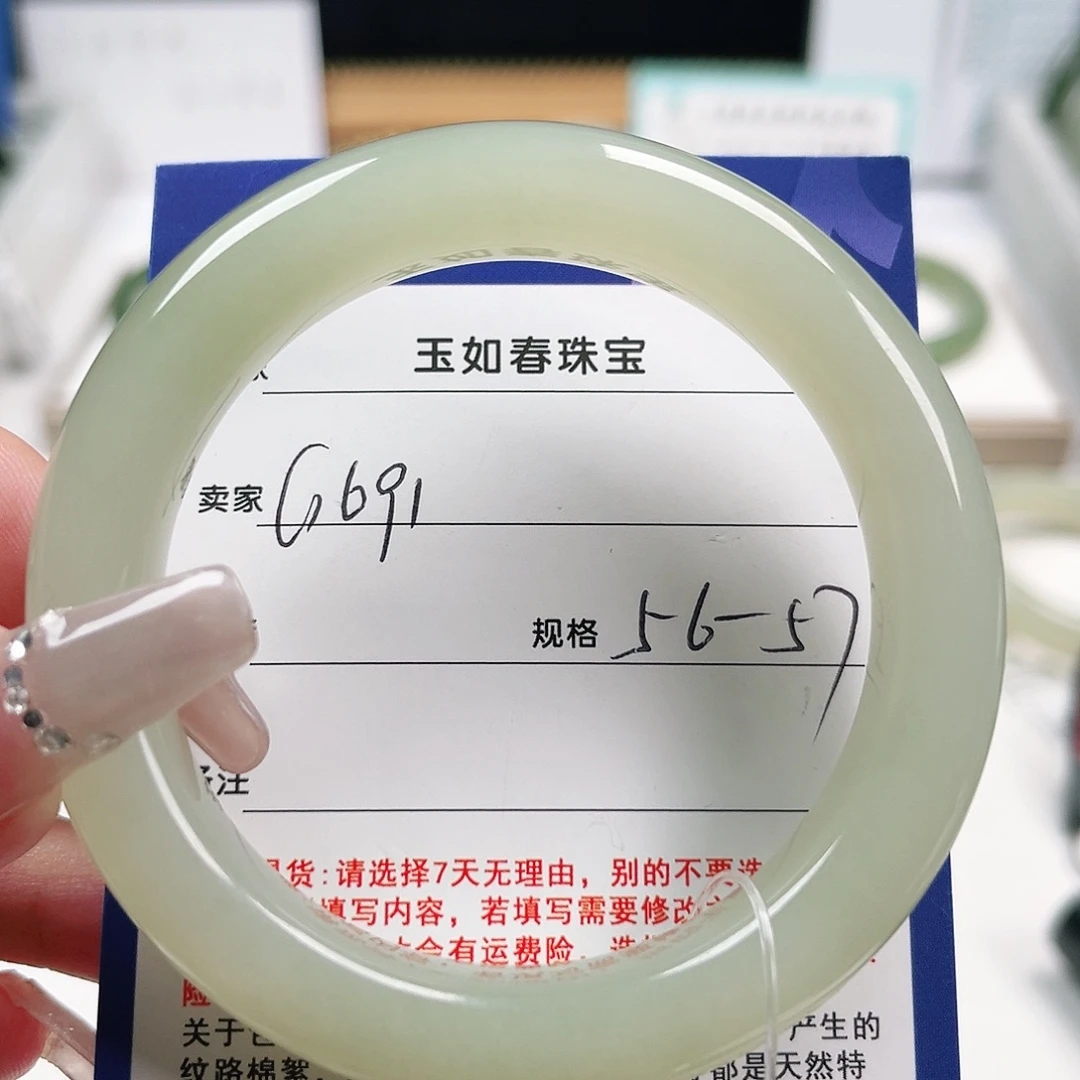 玉如春珠宝
卖家 G691
规格 56-57
注
货:请选择7天无理由，别的不要选
填写内容，若填写需要修改
会有运费险，选
险
关于
产生的
纹路棉絮
都是天然特